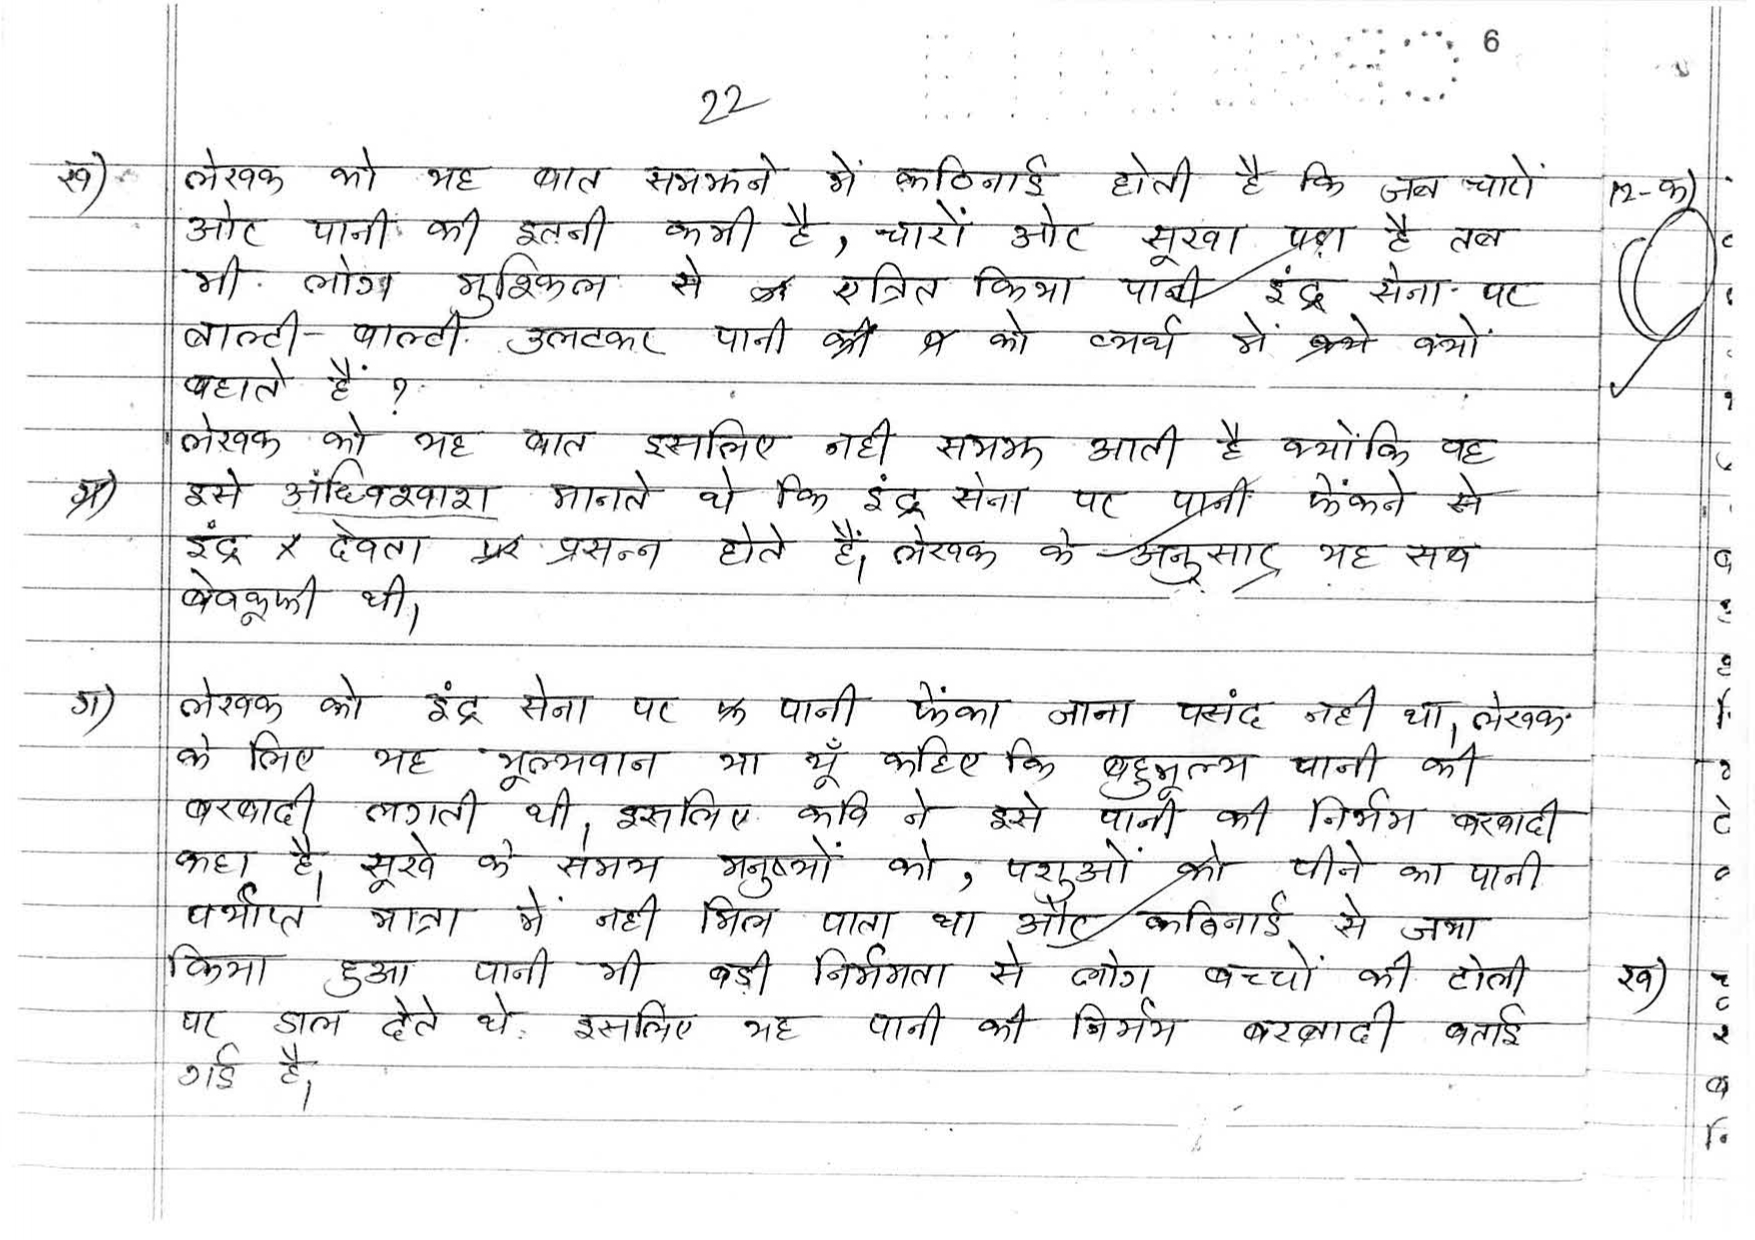 6
22
ख) लेखक को यह बात समझने में कठिनाई होती है कि जब चारों
ओर पानी की इतनी कमी है, चारों ओर सूखा पड़ा है तब
भी लोग मुश्किल से एत्रित किया पानी इंद्र सेना पर
बाल्टी-बाल्टी उलटकर पानी को व्यर्थ में क्यों
बहाते हैं ?
लेखक को यह बात इसलिए नही समझ आती है क्योंकि वह
इसे अंधिवश्वाश मानते थे कि इंद्र सेना पर पानी फेंकने से
इंद्र देवता प्रसन्न होते हैं। लेखक के अनुसार यह सब
बेवकूफी थी।
ग) लेखक को इंद्र सेना पर पानी फेंका जाना पसंद नही था। लेखक
के लिए यह मूल्यवान या यूँ कहिए कि बहुमूल्य पानी की
बरबादी लगती थी। इसलिए कवि ने इसे पानी की निर्मम बरबादी
कहा है। सूखे के समय मनुष्यों को, पशुओं को पीने का पानी
पर्याप्त मात्रा में नही मिल पाता था और कठिनाई से जमा
किया हुआ पानी भी बड़ी निर्ममता से लोग बच्चों की टोली
पर डाल देते थे। इसलिए यह पानी की निर्मम बरबादी बताई
गई है।
12-क)
ख)